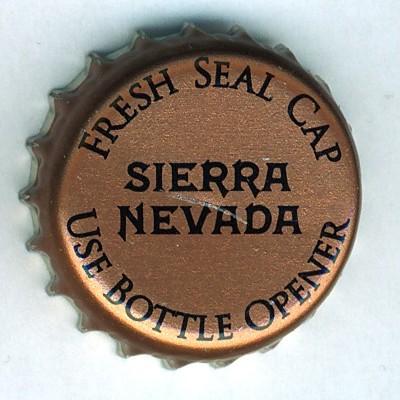 FRESH SEAL CAP
SIERRA
NEVADA
USE BOTTLE OPENER